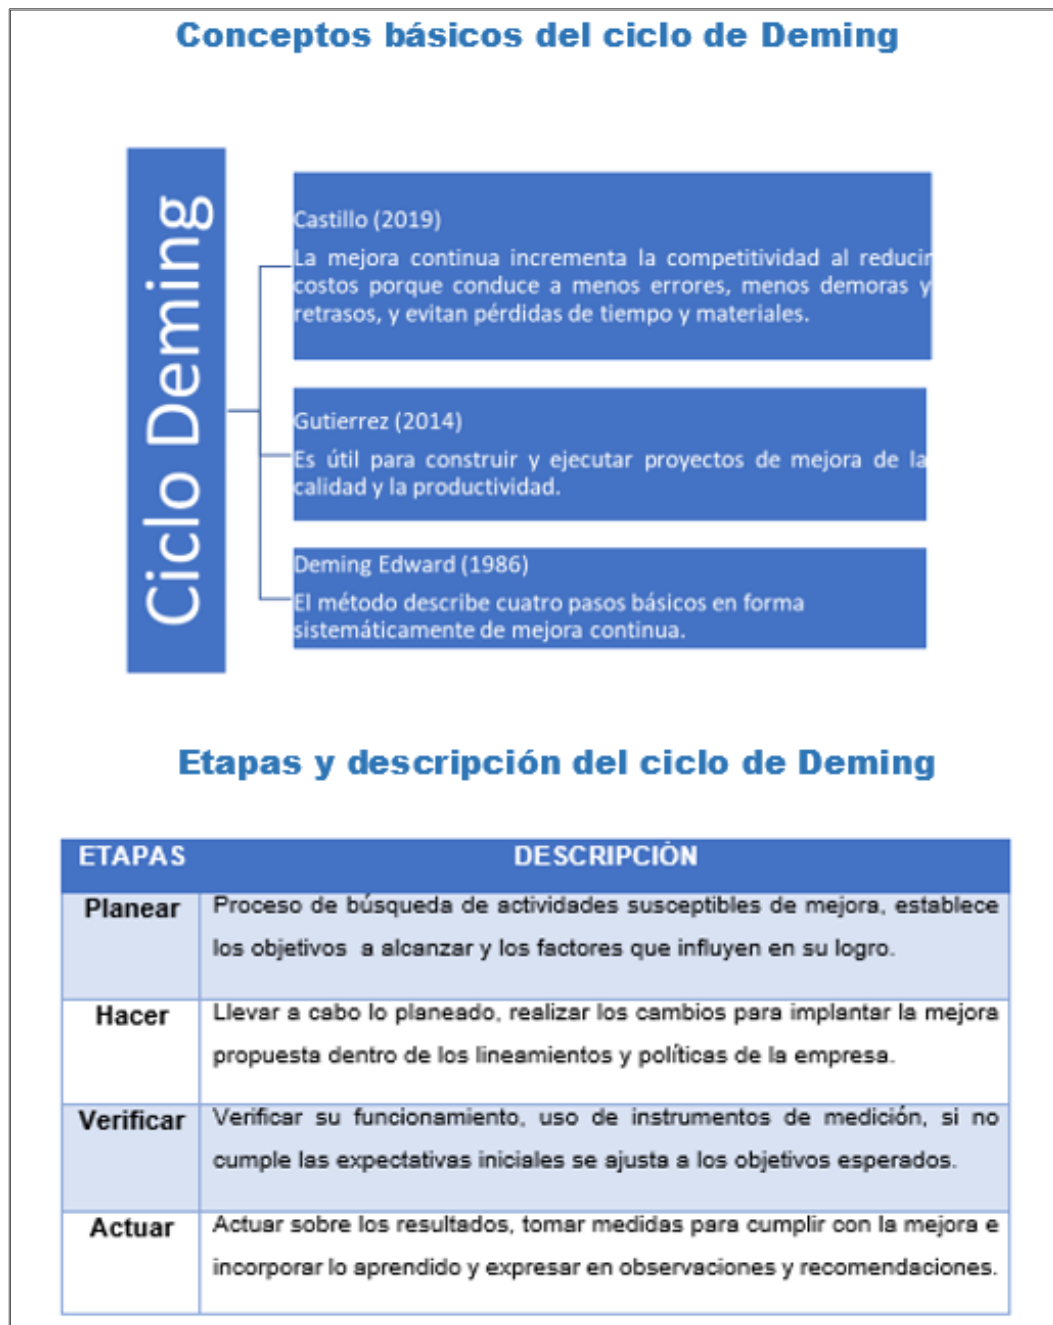 Conceptos básicos del ciclo de Deming
Ciclo Deming
Castillo (2019)
La mejora continua incrementa la competitividad al reducir
costos porque conduce a menos errores, menos demoras y
retrasos, y evitan pérdidas de tiempo y materiales.
Gutierrez (2014)
Es útil para construir y ejecutar proyectos de mejora de la
calidad y la productividad.
Deming Edward (1986)
El método describe cuatro pasos básicos en forma
sistemáticamente de mejora continua.
Etapas y descripción del ciclo de Deming
ETAPAS DESCRIPCIÓN
Planear Proceso de búsqueda de actividades susceptibles de mejora, establece
los objetivos a alcanzar y los factores que influyen en su logro.
Hacer Llevar a cabo lo planeado, realizar los cambios para implantar la mejora
propuesta dentro de los lineamientos y políticas de la empresa.
Verificar Verificar su funcionamiento, uso de instrumentos de medición, si no
cumple las expectativas iniciales se ajusta a los objetivos esperados.
Actuar Actuar sobre los resultados, tomar medidas para cumplir con la mejora e
incorporar lo aprendido y expresar en observaciones y recomendaciones.